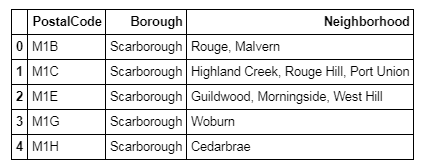 PostalCode Borough Neighborhood
0 M1B Scarborough Rouge, Malvern
1 M1C Scarborough Highland Creek, Rouge Hill, Port Union
2 M1E Scarborough Guildwood, Morningside, West Hill
3 M1G Scarborough Woburn
4 M1H Scarborough Cedarbrae